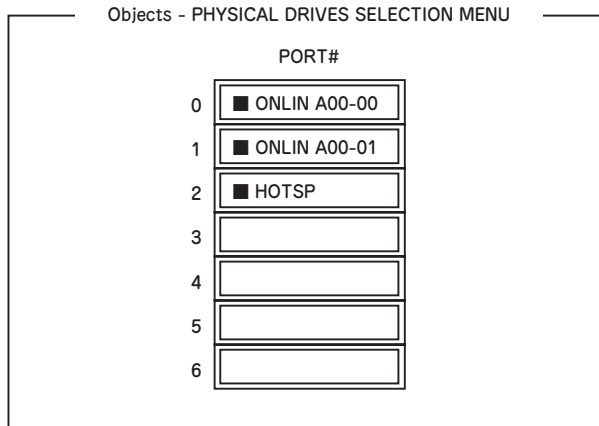 Objects - PHYSICAL DRIVES SELECTION MENU
PORT#
0 ■ ONLIN A00-00
1 ■ ONLIN A00-01
2 ■ HOTSP
3
4
5
6